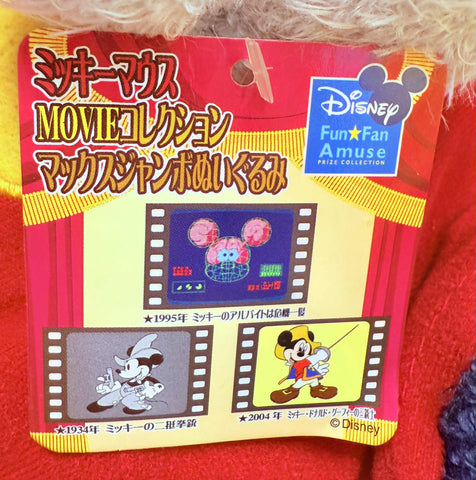 ミッキーマウス
MOVIEコレクション
マックスジャンボぬいぐるみ
Disney
Fun★Fan
Amuse
PRIZE COLLECTION
★1995年 ミッキーのアルバイトは危機一髪
★1934年 ミッキーの二挺拳銃
★2004年 ミッキ・ドナルド・グーフィーの三銃士
©Disney